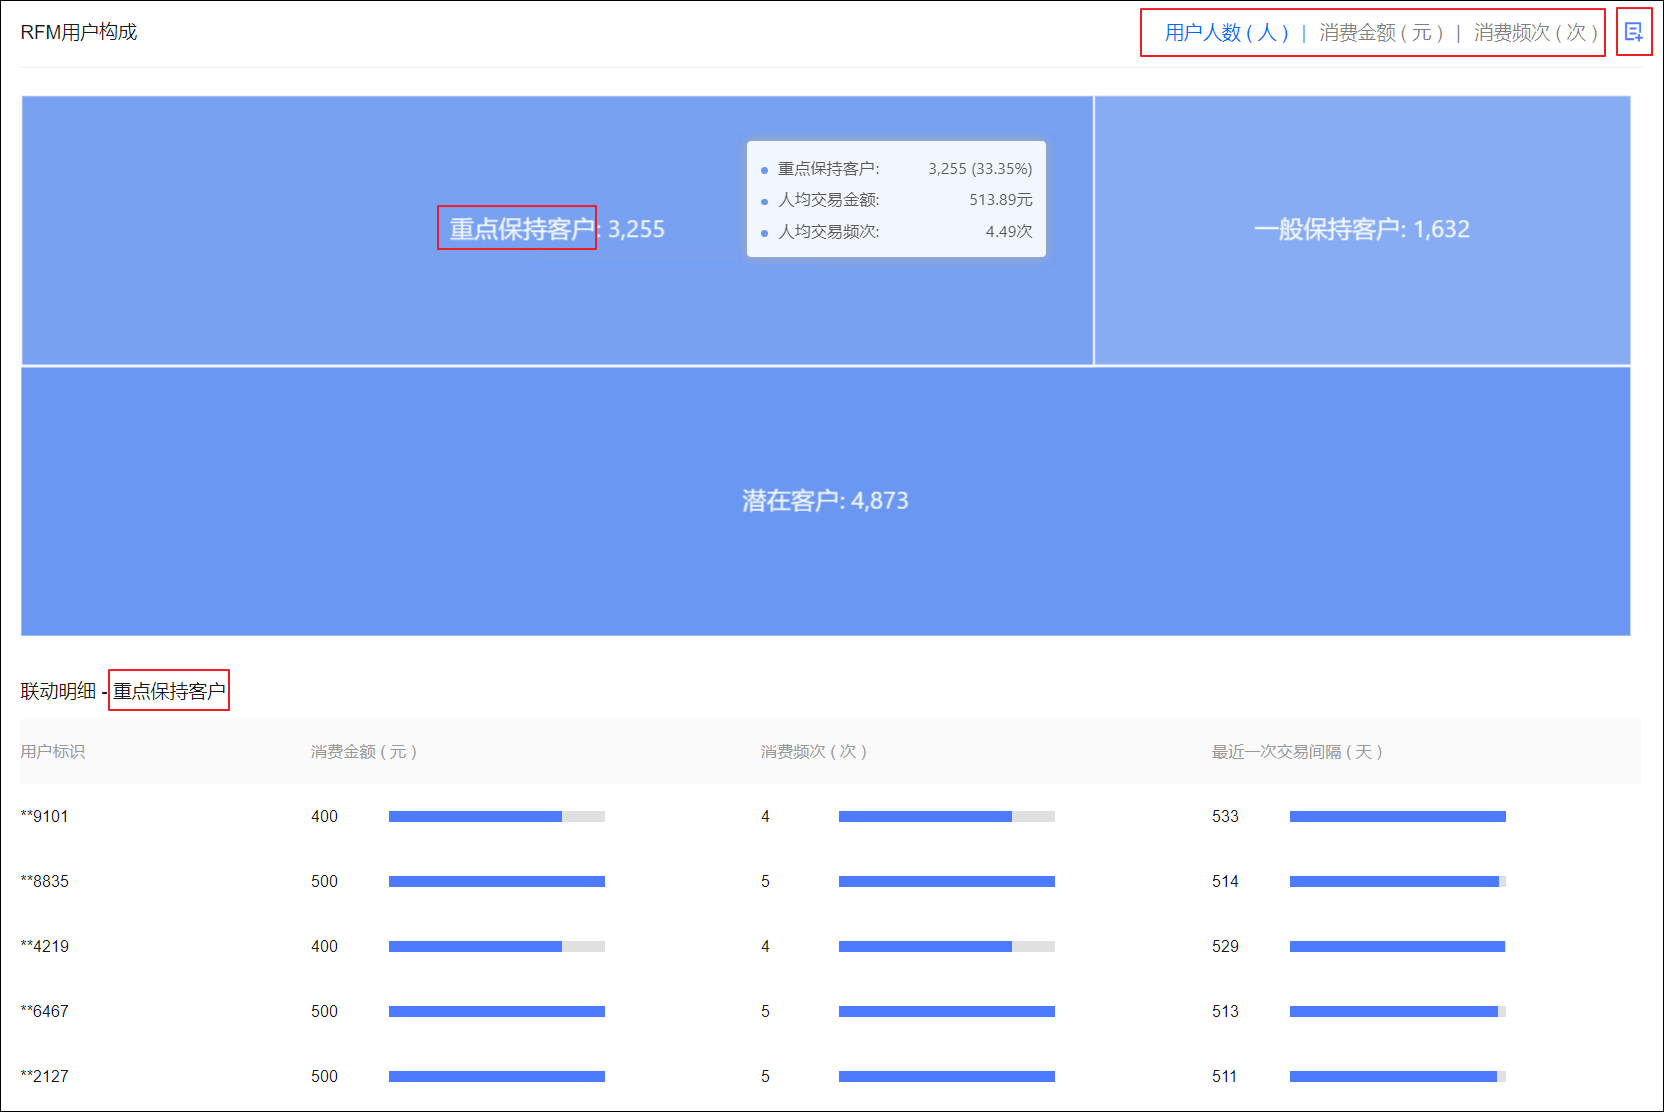 RFM用户构成
用户人数 ( 人 ) | 消费金额 ( 元 ) | 消费频次 ( 次 )
重点保持客户: 3,255
重点保持客户: 3,255 (33.35%)
人均交易金额: 513.89元
人均交易频次: 4.49次
一般保持客户: 1,632
潜在客户: 4,873
联动明细 - 重点保持客户
用户标识 消费金额 ( 元 ) 消费频次 ( 次 ) 最近一次交易间隔 ( 天 )
**9101 400 4 533
**8835 500 5 514
**4219 400 4 529
**6467 500 5 513
**2127 500 5 511